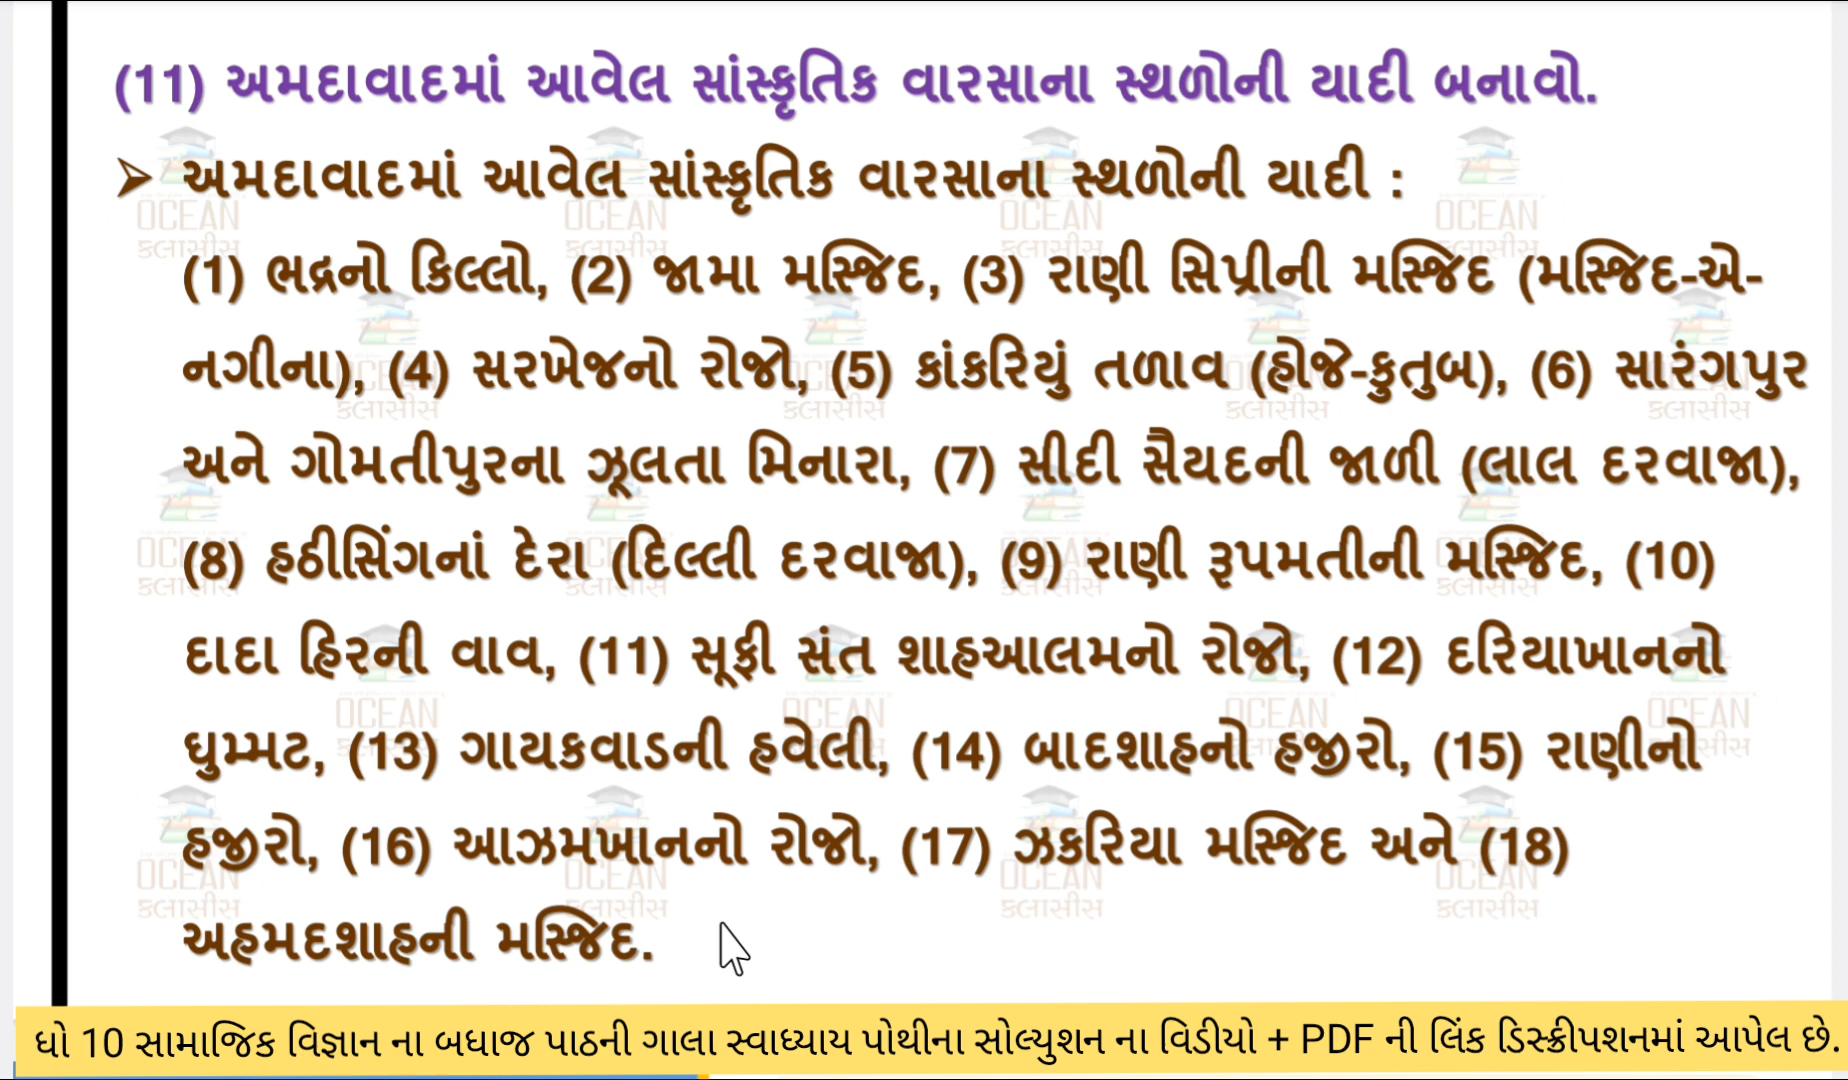 (11) અમદાવાદમાં આવેલ સાંસ્કૃતિક વારસાના સ્થળોની યાદી બનાવો.
➢ અમદાવાદમાં આવેલ સાંસ્કૃતિક વારસાના સ્થળોની યાદી :
(1) ભદ્રનો કિલ્લો, (2) જામા મસ્જિદ, (3) રાણી સિપ્રીની મસ્જિદ (મસ્જિદ-એ-
નગીના), (4) સરખેજનો રોજો, (5) કાંકરિયું તળાવ (હોજે-કુતુબ), (6) સારંગપુર
અને ગોમતીપુરના ઝૂલતા મિનારા, (7) સીદી સૈયદની જાળી (લાલ દરવાજા),
(8) હઠીસિંગનાં દેરા (દિલ્લી દરવાજા), (9) રાણી રૂપમતીની મસ્જિદ, (10)
દાદા હિરની વાવ, (11) સૂફી સંત શાહઆલમનો રોજો, (12) દરિયાખાનનો
ઘુમ્મટ, (13) ગાયકવાડની હવેલી, (14) બાદશાહનો હજીરો, (15) રાણીનો
હજીરો, (16) આઝમખાનનો રોજો, (17) ઝકરિયા મસ્જિદ અને (18)
અહમદશાહની મસ્જિદ.
ધો 10 સામાજિક વિજ્ઞાન ના બધાજ પાઠની ગાલા સ્વાધ્યાય પોથીના સોલ્યુશન ના વિડીયો + PDF ની લિંક ડિસ્ક્રીપશનમાં આપેલ છે.
OCEAN
કલાસીસ